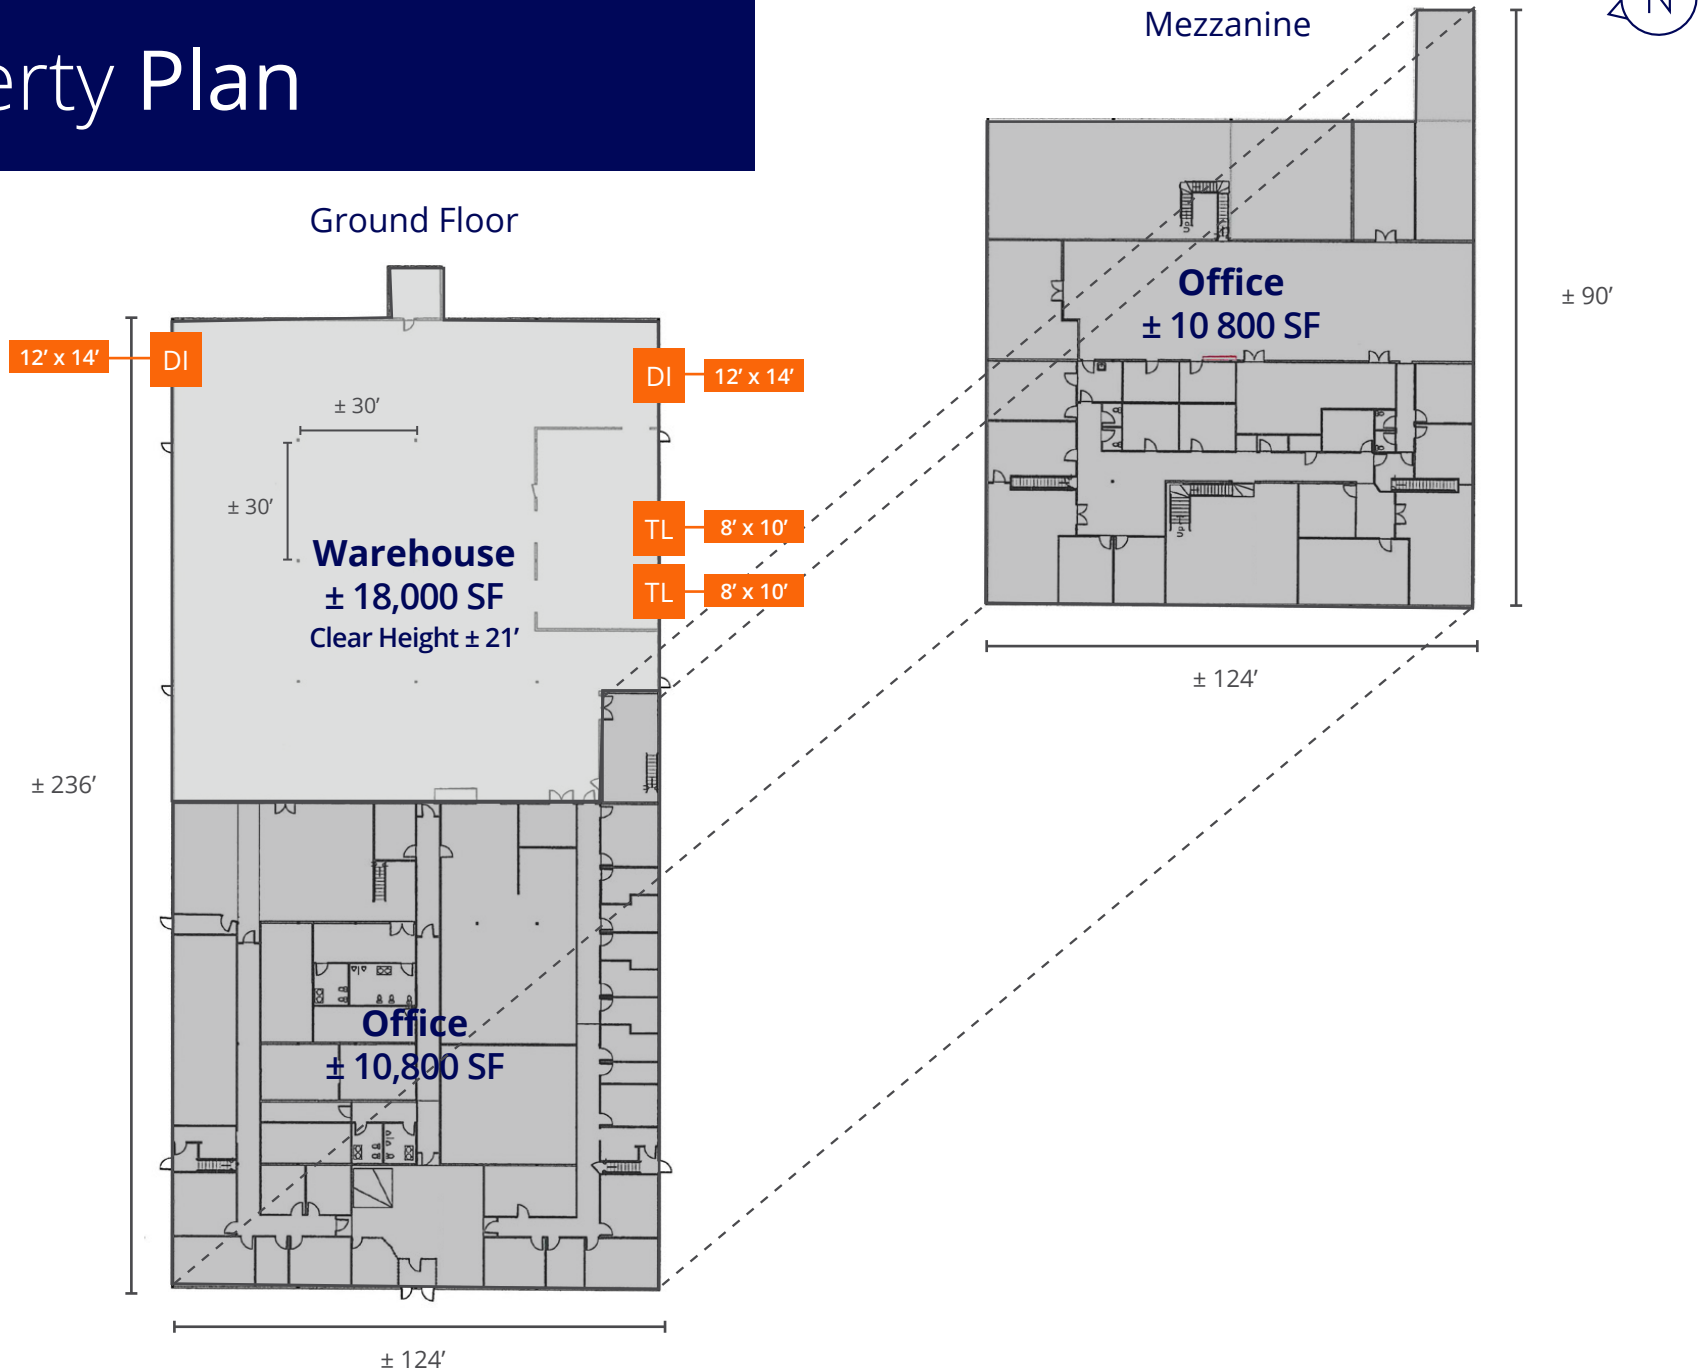 erty Plan
Mezzanine
N
Ground Floor
12’ x 14’
DI
DI
12’ x 14’
± 30’
± 30’
TL
8’ x 10’
TL
8’ x 10’
Warehouse
± 18,000 SF
Clear Height ± 21’
± 236’
Office
± 10,800 SF
± 124’
Office
± 10 800 SF
± 90’
± 124’